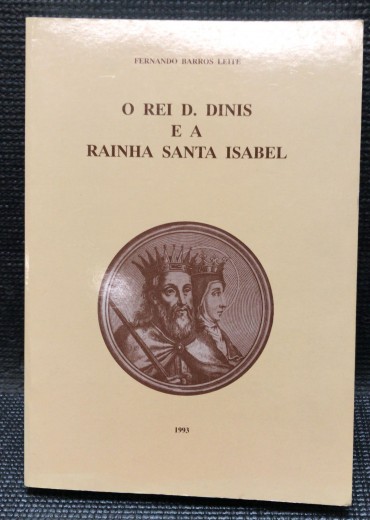 FERNANDO BARROS LEITE
O REI D. DINIS
E A
RAINHA SANTA ISABEL
1993